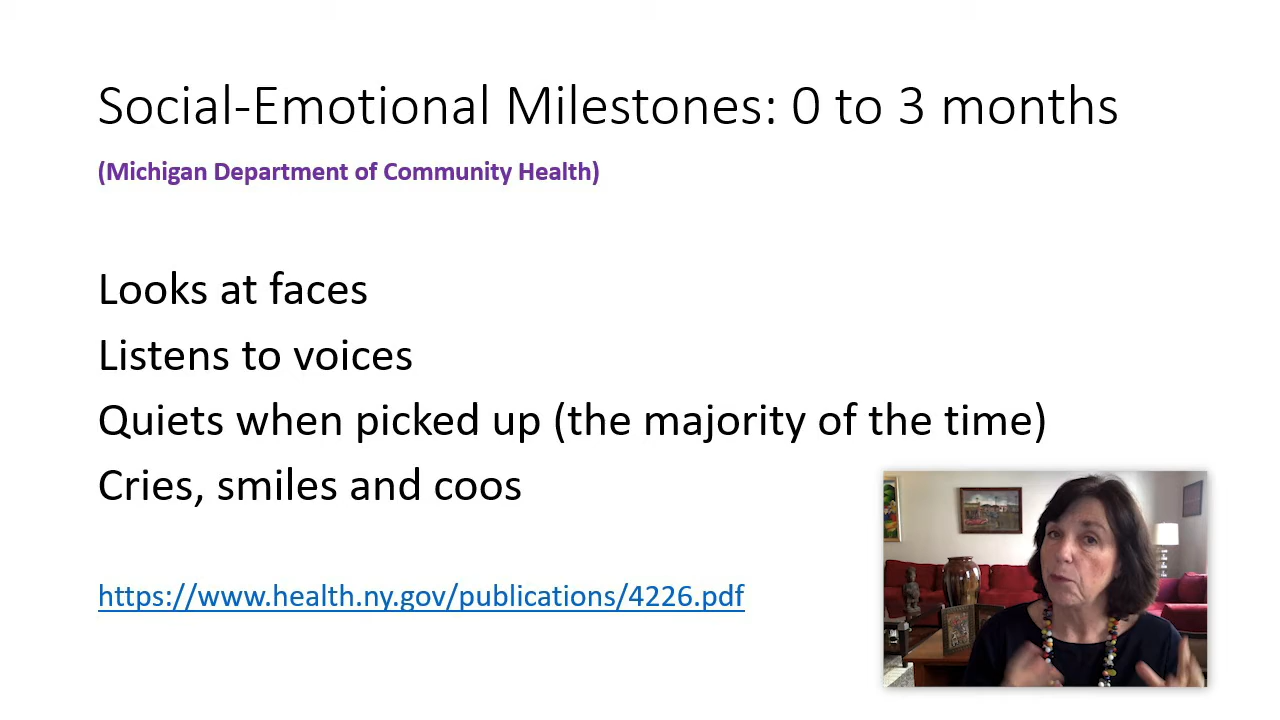 Social-Emotional Milestones: 0 to 3 months
(Michigan Department of Community Health)
Looks at faces
Listens to voices
Quiets when picked up (the majority of the time)
Cries, smiles and coos
https://www.health.ny.gov/publications/4226.pdf